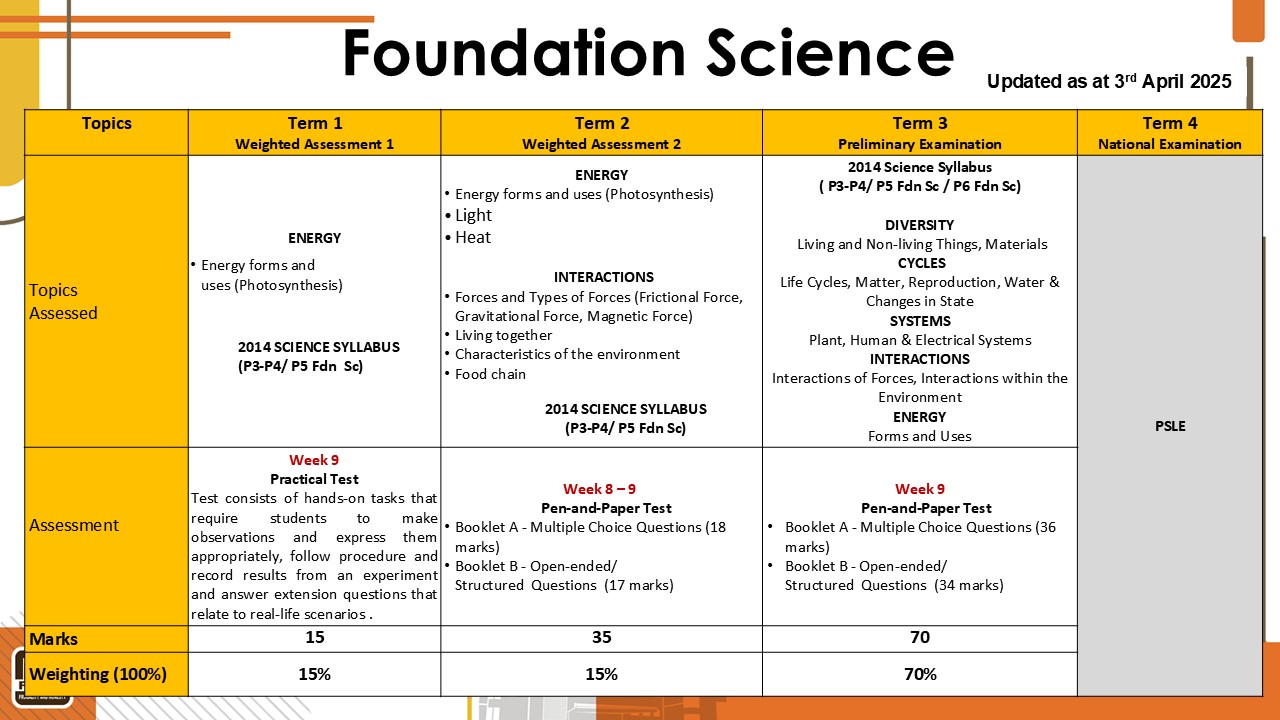 Foundation Science
Updated as at 3rd April 2025
Topics
Term 1
Weighted Assessment 1
Term 2
Weighted Assessment 2
Term 3
Preliminary Examination
Term 4
National Examination
Topics
Assessed
ENERGY
• Energy forms and
uses (Photosynthesis)
2014 SCIENCE SYLLABUS
(P3-P4/ P5 Fdn Sc)
ENERGY
• Energy forms and uses (Photosynthesis)
• Light
• Heat
INTERACTIONS
• Forces and Types of Forces (Frictional Force,
Gravitational Force, Magnetic Force)
• Living together
• Characteristics of the environment
• Food chain
2014 SCIENCE SYLLABUS
(P3-P4/ P5 Fdn Sc)
2014 Science Syllabus
( P3-P4/ P5 Fdn Sc / P6 Fdn Sc)
DIVERSITY
Living and Non-living Things, Materials
CYCLES
Life Cycles, Matter, Reproduction, Water &
Changes in State
SYSTEMS
Plant, Human & Electrical Systems
INTERACTIONS
Interactions of Forces, Interactions within the
Environment
ENERGY
Forms and Uses
PSLE
Assessment
Week 9
Practical Test
Test consists of hands-on tasks that
require students to make
observations and express them
appropriately, follow procedure and
record results from an experiment
and answer extension questions that
relate to real-life scenarios .
Week 8 – 9
Pen-and-Paper Test
• Booklet A - Multiple Choice Questions (18
marks)
• Booklet B - Open-ended/
Structured Questions (17 marks)
Week 9
Pen-and-Paper Test
• Booklet A - Multiple Choice Questions (36
marks)
• Booklet B - Open-ended/
Structured Questions (34 marks)
Marks
15
35
70
Weighting (100%)
15%
15%
70%